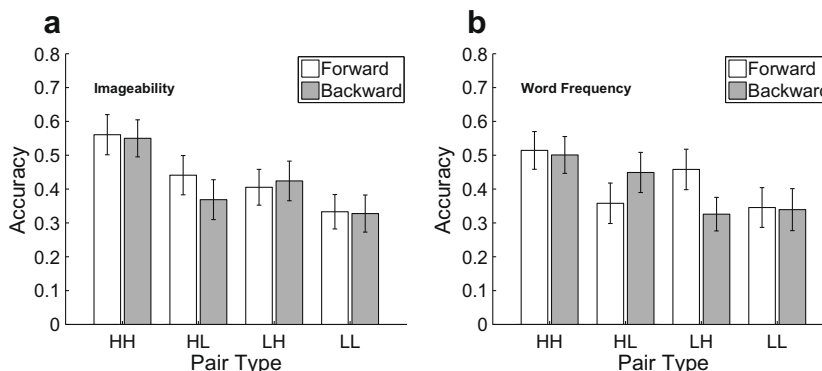 a
0.8
0.7
0.6
0.5
0.4
0.3
0.2
0.1
0
Accuracy
Imageability
Forward
Backward
HH HL LH LL
Pair Type
b
0.8
0.7
0.6
0.5
0.4
0.3
0.2
0.1
0
Accuracy
Word Frequency
Forward
Backward
HH HL LH LL
Pair Type